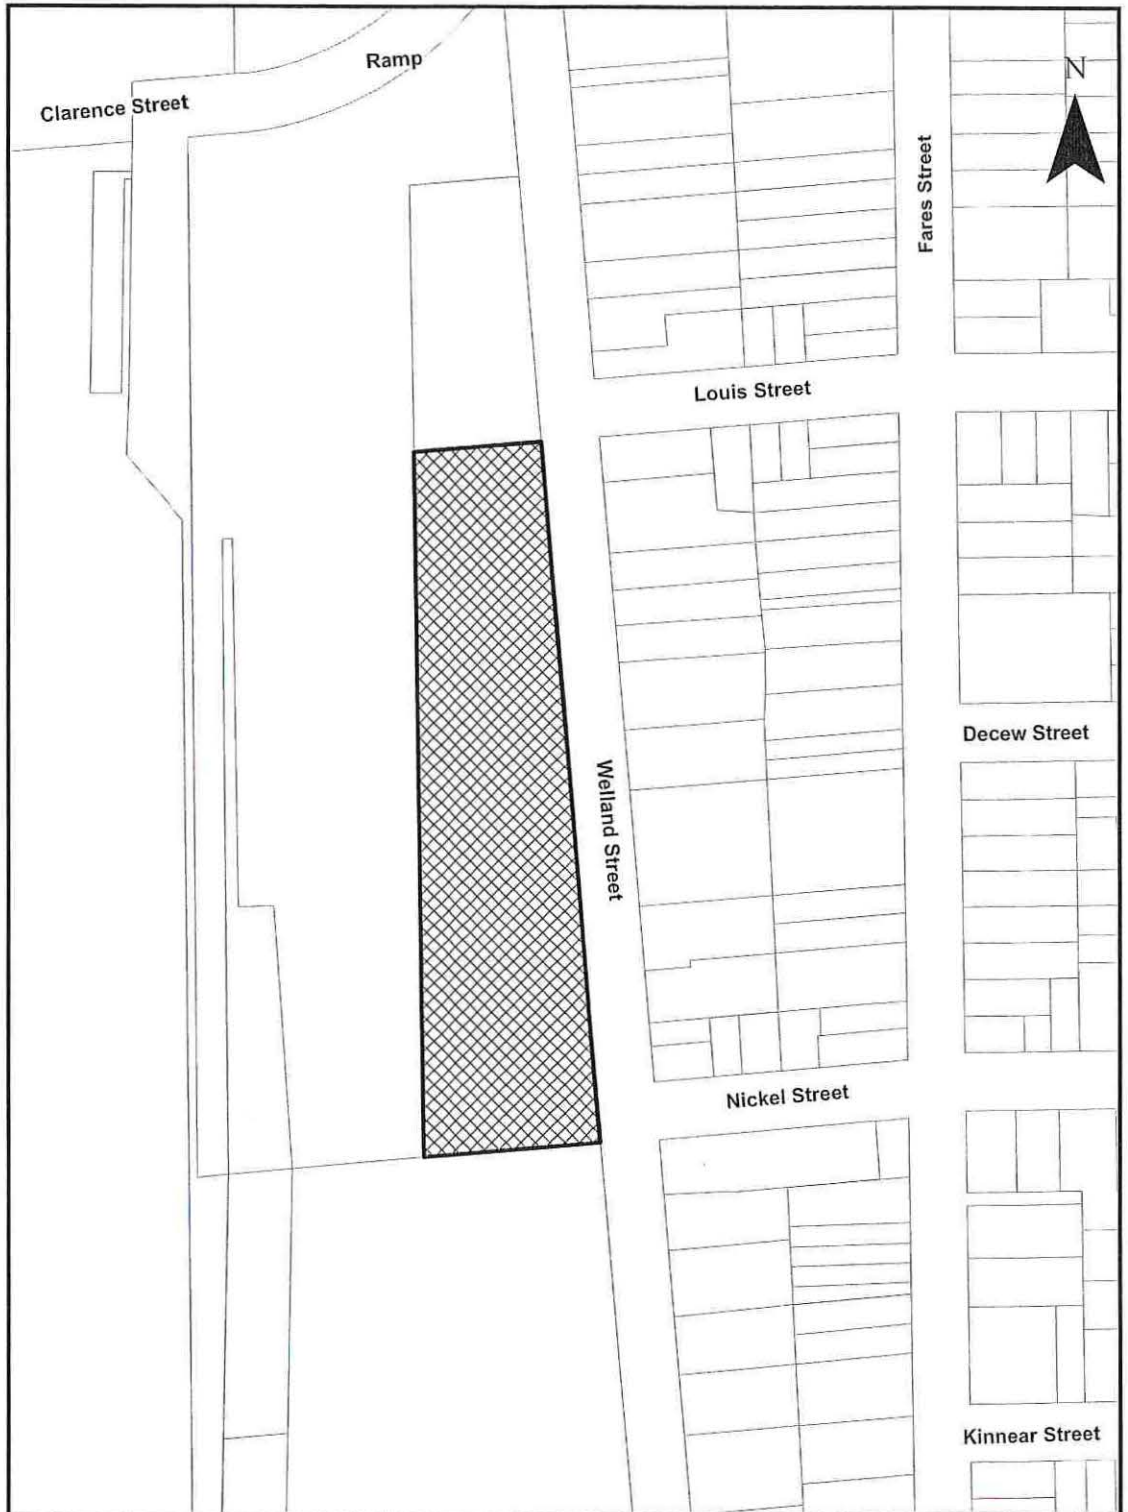 Ramp
Clarence Street
N
Fares Street
Louis Street
Decew Street
Welland Street
Nickel Street
Kinnear Street